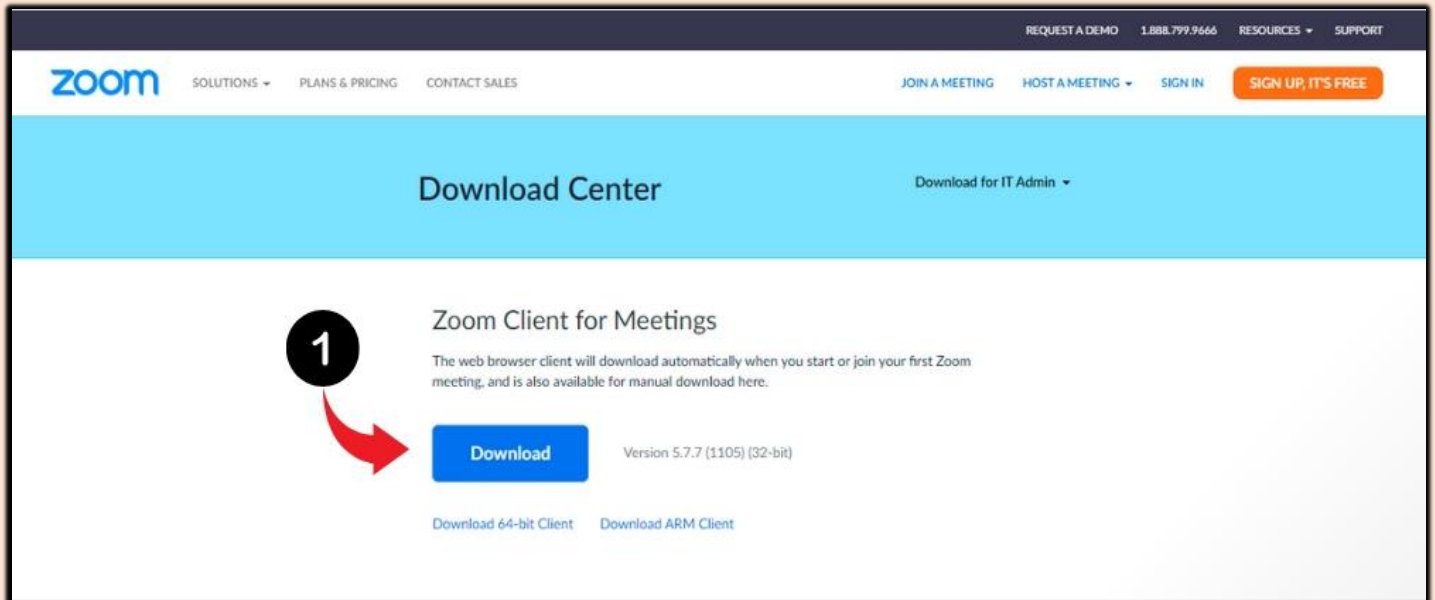 REQUEST A DEMO 1.888.799.9666 RESOURCES SUPPORT
zoom SOLUTIONS PLANS & PRICING CONTACT SALES JOIN A MEETING HOST A MEETING SIGN IN SIGN UP, IT'S FREE
Download Center Download for IT Admin
Zoom Client for Meetings
1
The web browser client will download automatically when you start or join your first Zoom
meeting, and is also available for manual download here.
Download Version 5.7.7 (1105) (32-bit)
Download 64-bit Client Download ARM Client